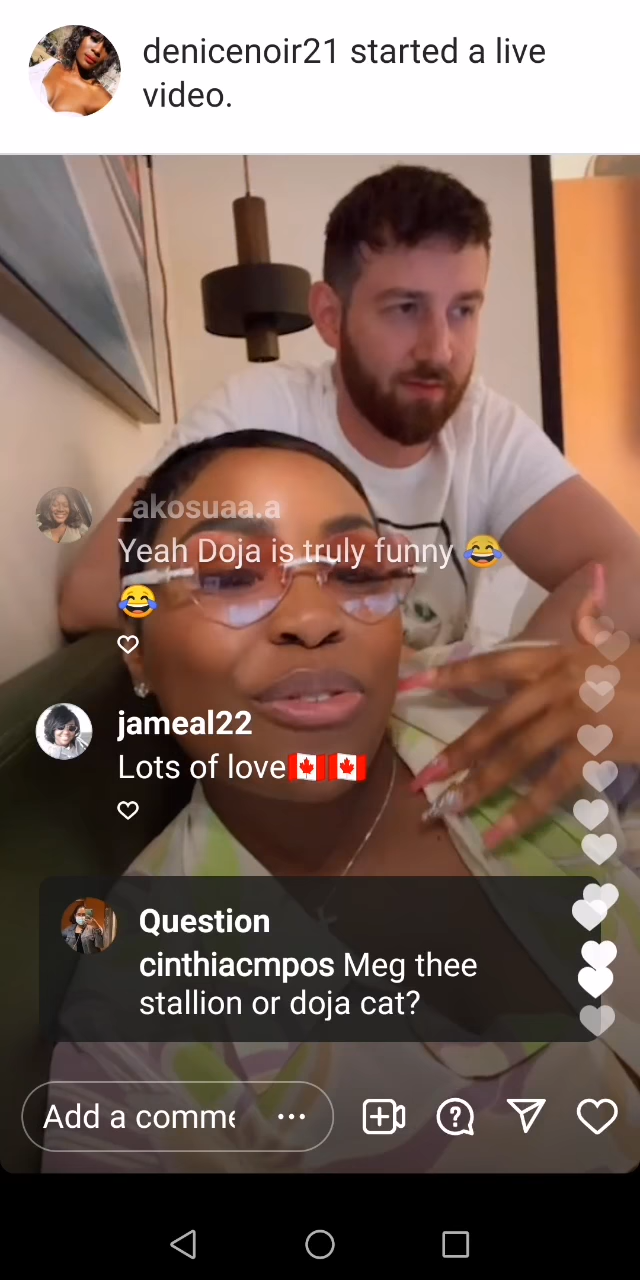 denicenoir21 started a live
video.
_akosuaa.a
Yeah Doja is truly funny 😂
😂
jameal22
Lots of love🇨🇦🇨🇦
Question
cinthiacmpos Meg thee
stallion or doja cat?
Add a comme